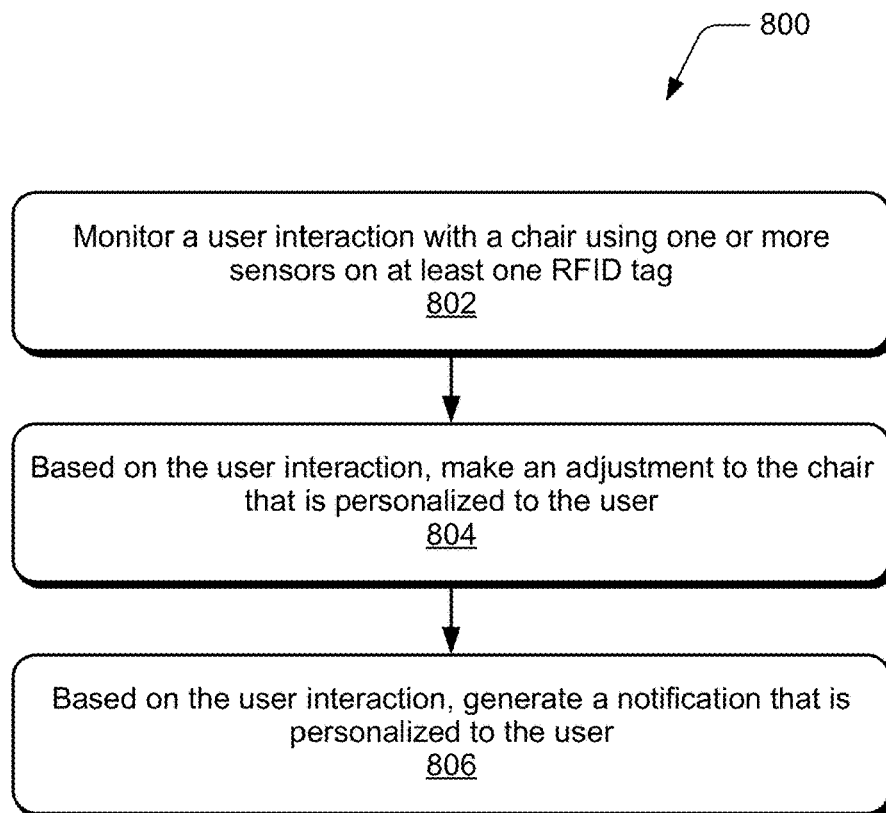 800
Monitor a user interaction with a chair using one or more
sensors on at least one RFID tag
802
Based on the user interaction, make an adjustment to the chair
that is personalized to the user
804
Based on the user interaction, generate a notification that is
personalized to the user
806